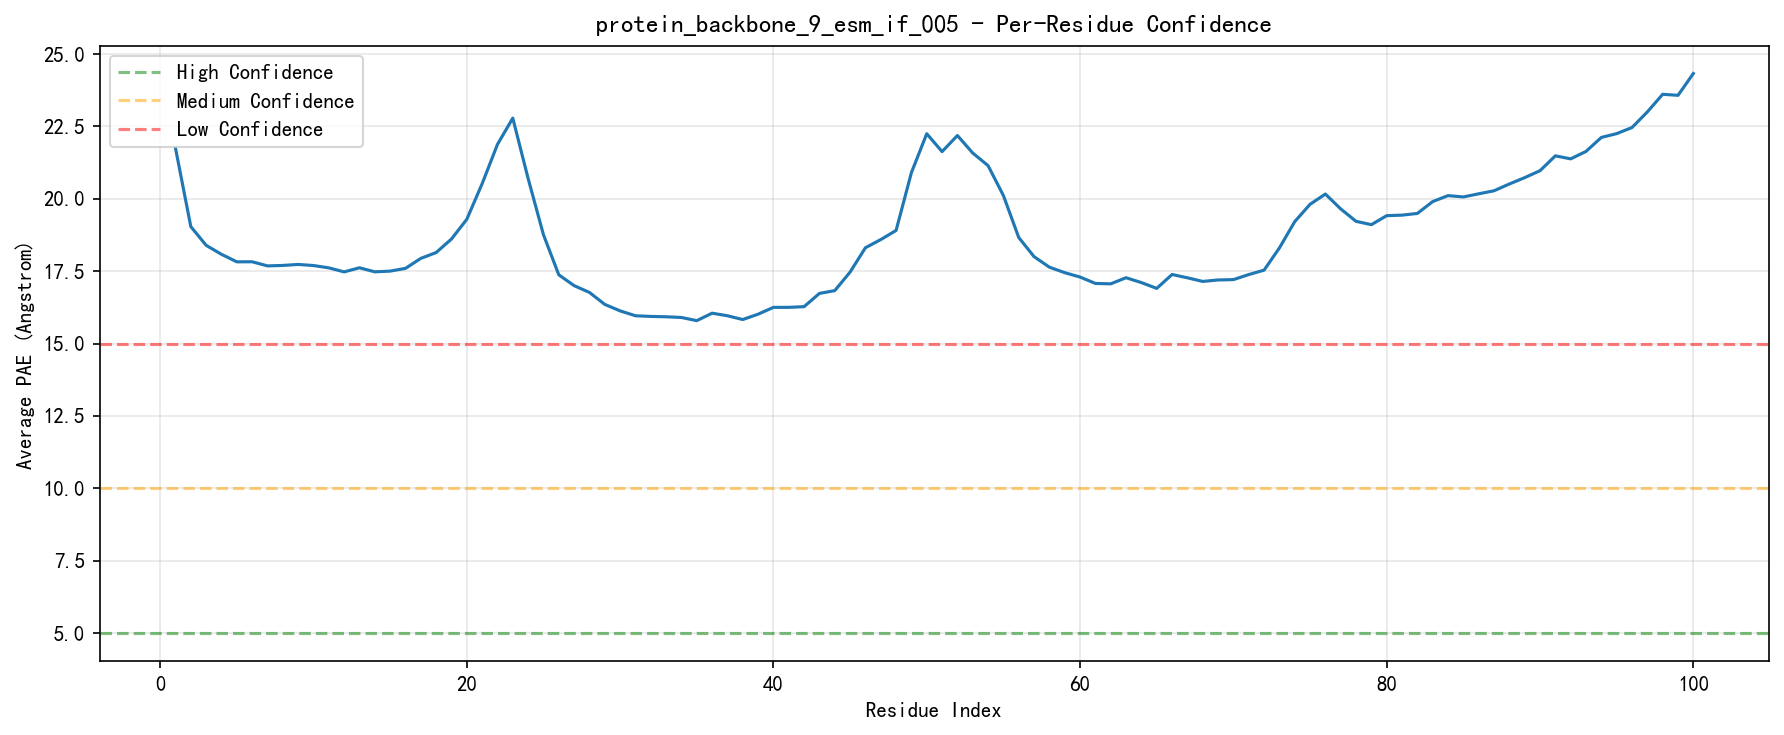 protein_backbone_9_esm_if_005 - Per-Residue Confidence
High Confidence
Medium Confidence
Low Confidence
Average PAE (Angstrom)
25.0
22.5
20.0
17.5
15.0
12.5
10.0
7.5
5.0
0 20 40 60 80 100
Residue Index